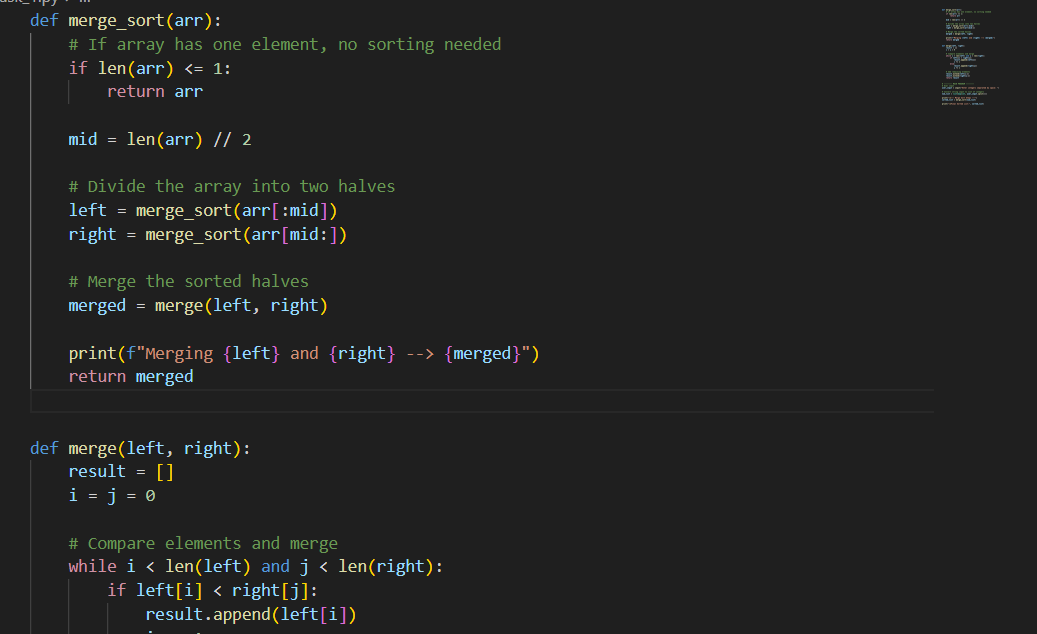 def merge_sort(arr):
    # If array has one element, no sorting needed
    if len(arr) <= 1:
        return arr

    mid = len(arr) // 2

    # Divide the array into two halves
    left = merge_sort(arr[:mid])
    right = merge_sort(arr[mid:])

    # Merge the sorted halves
    merged = merge(left, right)

    print(f"Merging {left} and {right} --> {merged}")
    return merged

def merge(left, right):
    result = []
    i = j = 0

    # Compare elements and merge
    while i < len(left) and j < len(right):
        if left[i] < right[j]:
            result.append(left[i])